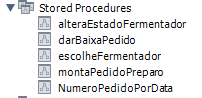 Stored Procedures
alteraEstadoFermentador
darBaixaPedido
escolheFermentador
montaPedidoPreparo
NumeroPedidoPorData